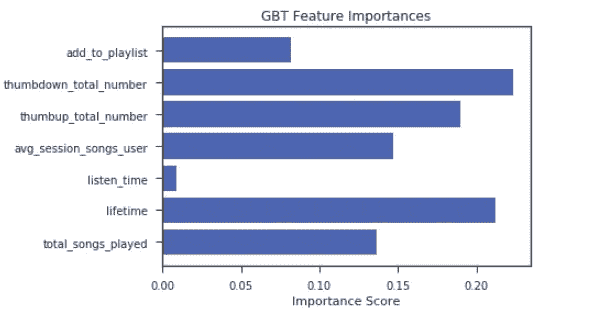 GBT Feature Importances
add_to_playlist
thumbdown_total_number
thumbup_total_number
avg_session_songs_user
listen_time
lifetime
total_songs_played
0.00 0.05 0.10 0.15 0.20
Importance Score